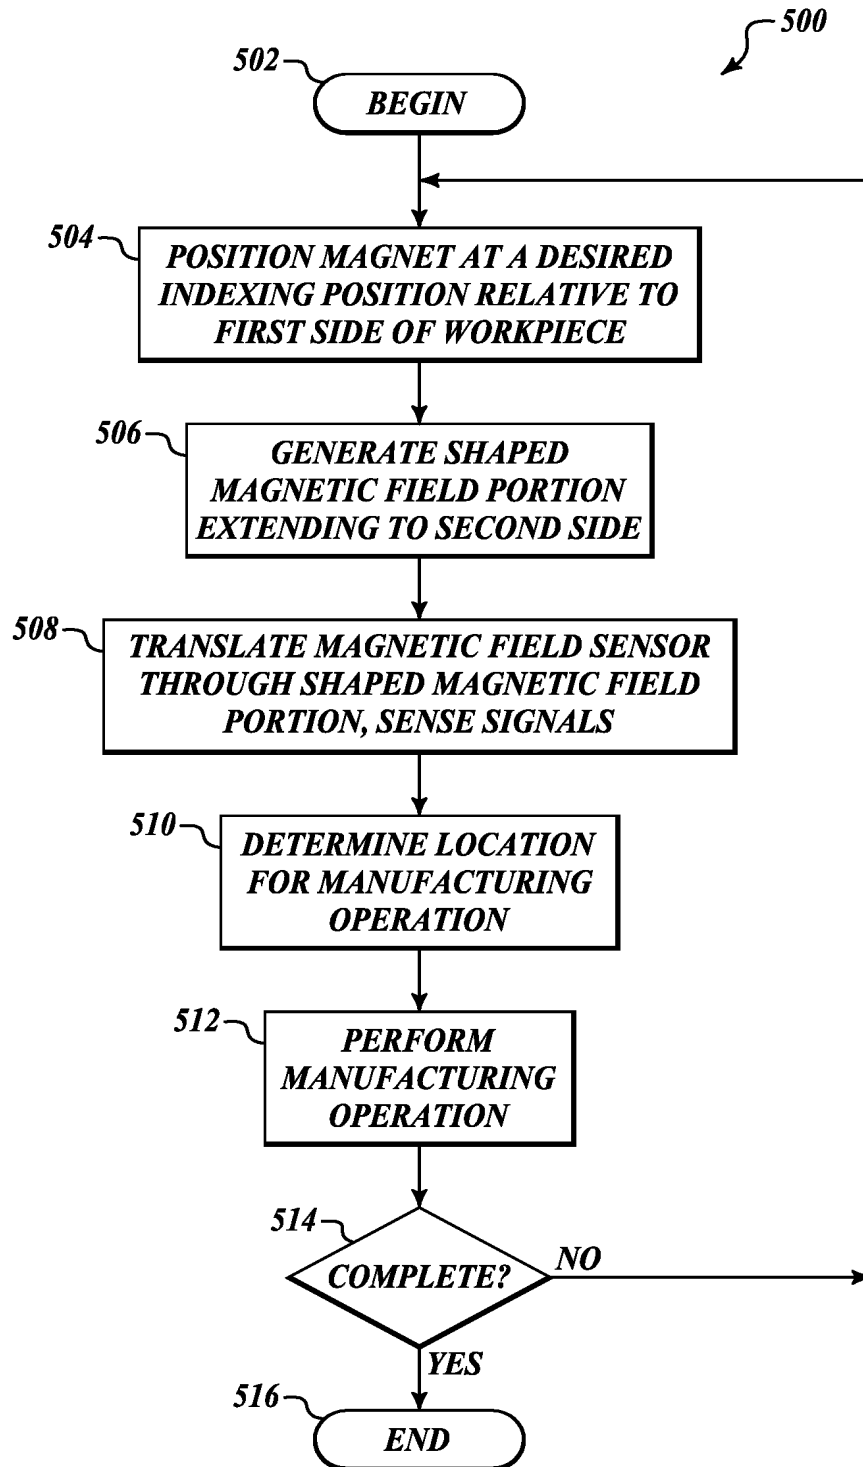 500
502
BEGIN
504
POSITION MAGNET AT A DESIRED
INDEXING POSITION RELATIVE TO
FIRST SIDE OF WORKPIECE
506
GENERATE SHAPED
MAGNETIC FIELD PORTION
EXTENDING TO SECOND SIDE
508
TRANSLATE MAGNETIC FIELD SENSOR
THROUGH SHAPED MAGNETIC FIELD
PORTION, SENSE SIGNALS
510
DETERMINE LOCATION
FOR MANUFACTURING
OPERATION
512
PERFORM
MANUFACTURING
OPERATION
514
COMPLETE?
NO
YES
516
END